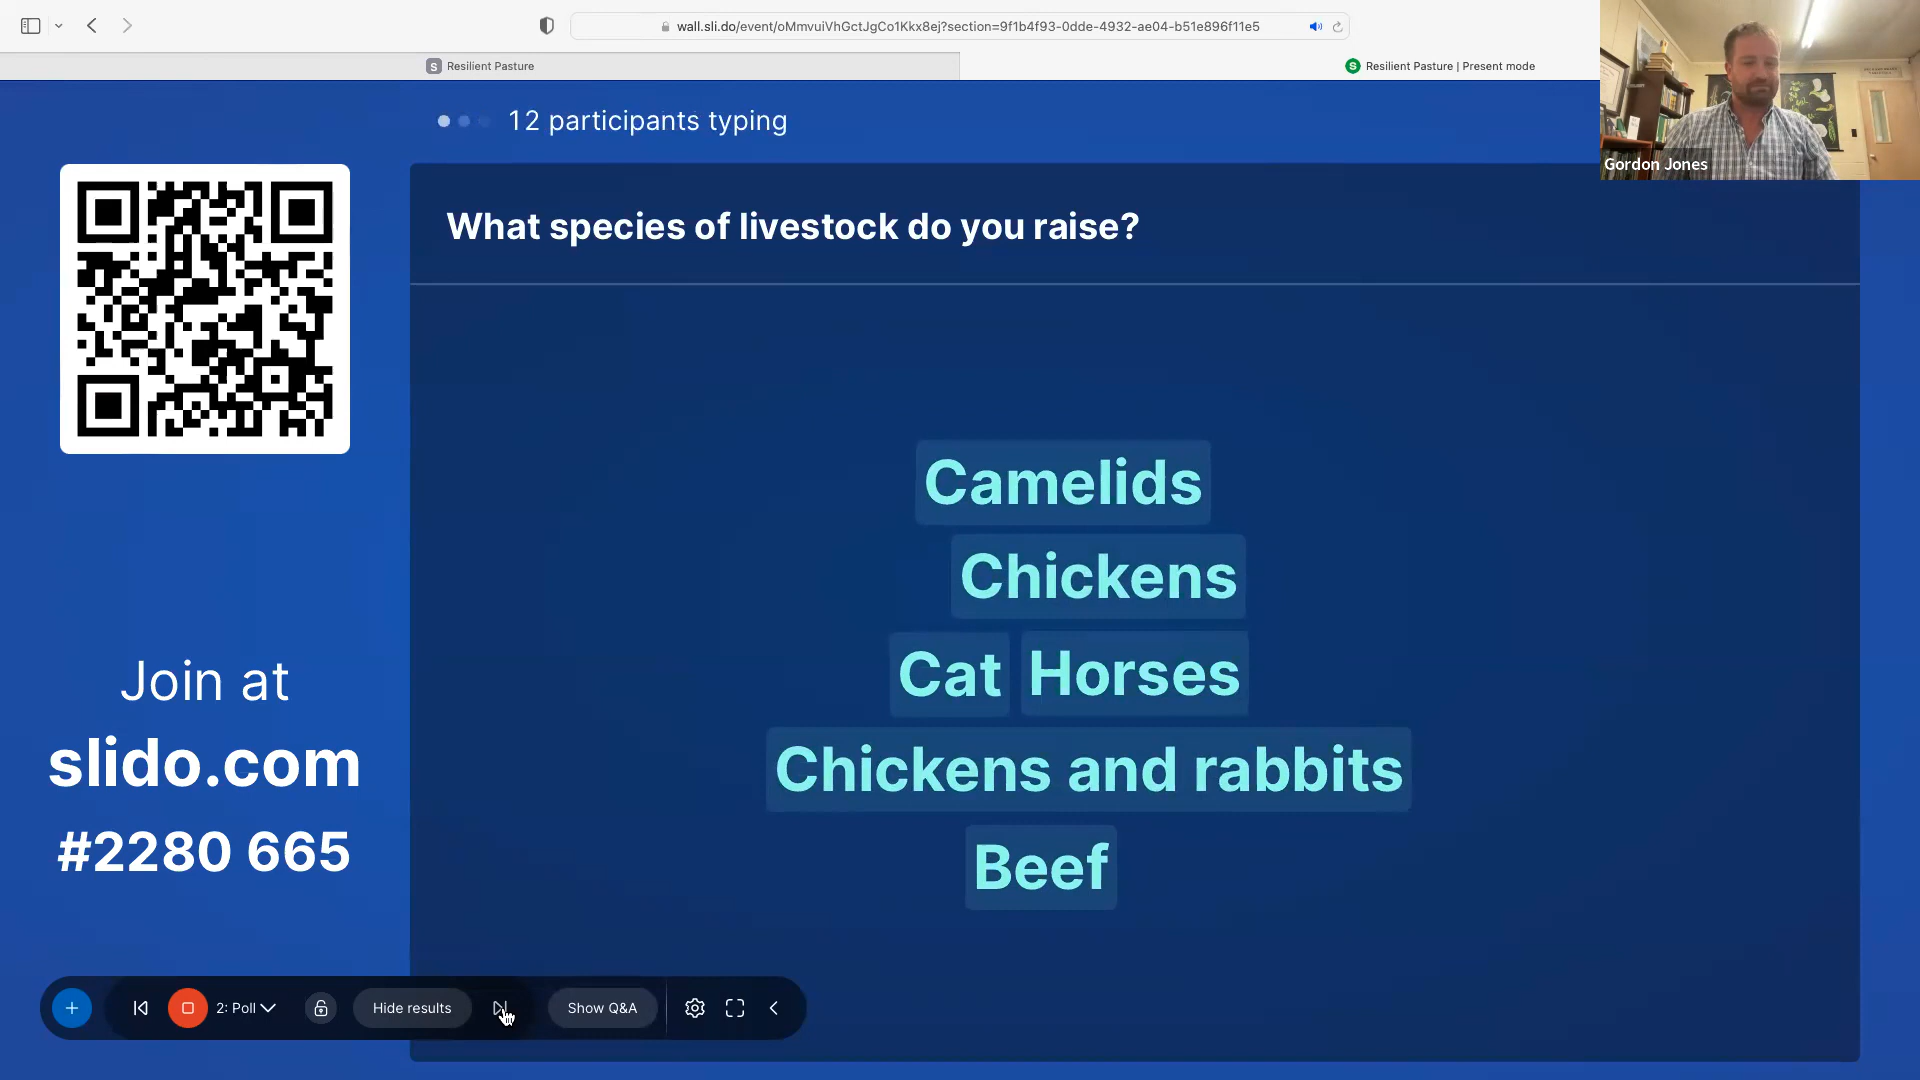 wall.sli.do/event/oMmvuiVhGctJgCo1Kkx8ej?section=9f1b4f93-0dde-4932-ae04-b51e896f11e5
S Resilient Pasture
S Resilient Pasture | Present mode
Gordon Jones
12 participants typing
What species of livestock do you raise?
Camelids
Chickens
Cat Horses
Chickens and rabbits
Beef
Join at
slido.com
#2280 665
2: Poll
Hide results
Show Q&A